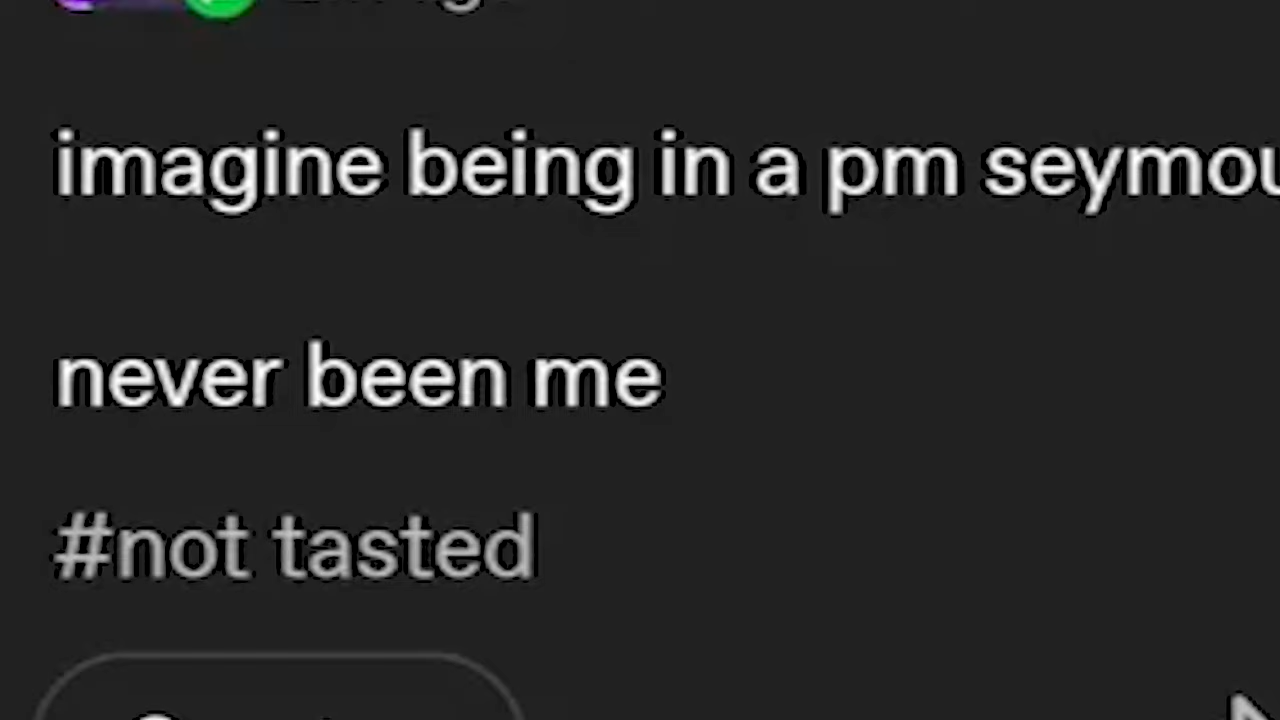 imagine being in a pm seymou
never been me
#not tasted